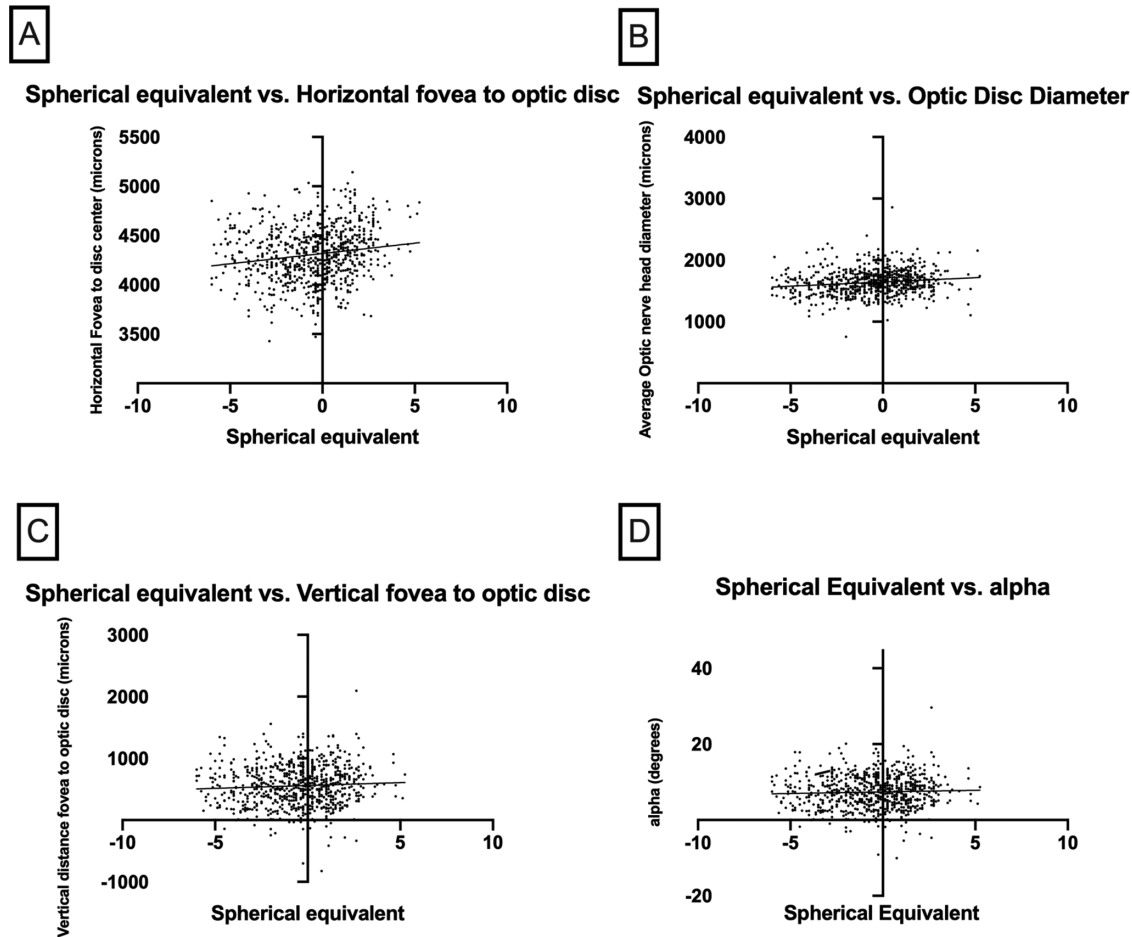 A
Spherical equivalent vs. Horizontal fovea to optic disc
Horizontal Fovea to disc center (microns)
5500
5000
4500
4000
3500
-10 -5 0 5 10
Spherical equivalent
B
Spherical equivalent vs. Optic Disc Diameter
Average Optic nerve head diameter (microns)
4000
3000
2000
1000
-10 -5 0 5 10
Spherical equivalent
C
Spherical equivalent vs. Vertical fovea to optic disc
Vertical distance fovea to optic disc (microns)
3000
2000
1000
-10 -5 5 10
-1000
Spherical equivalent
D
Spherical Equivalent vs. alpha
alpha (degrees)
40
20
-10 -5 5 10
-20
Spherical Equivalent